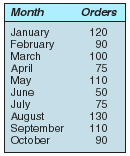 Month Orders
January 120
February 90
March 100
April 75
May 110
June 50
July 75
August 130
September 110
October 90